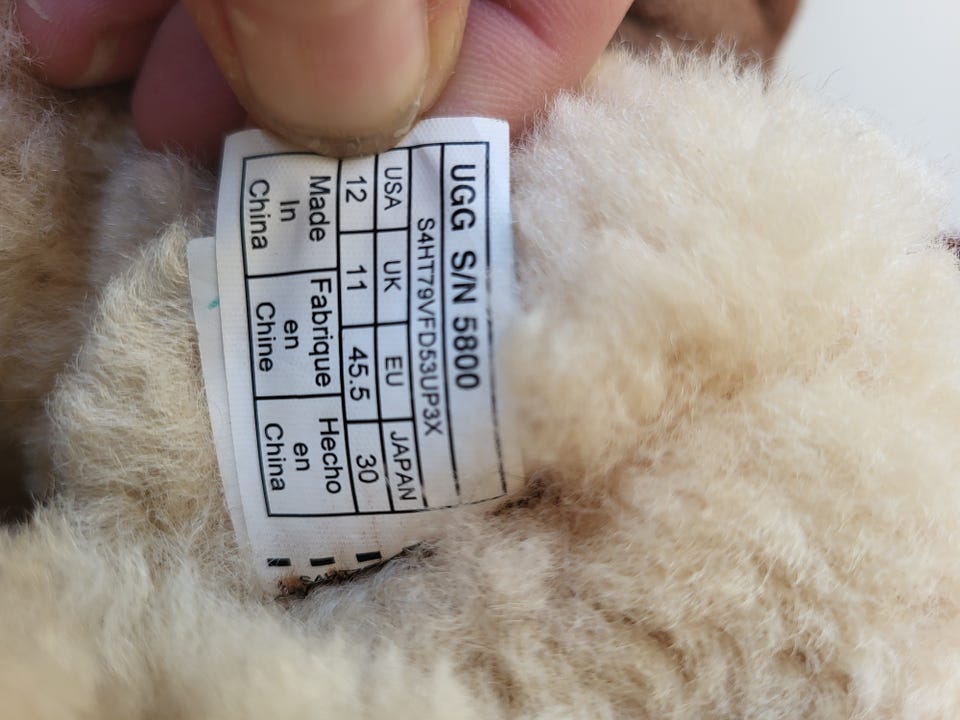 UGG S/N 5800
S4HT79VFD53UP3X
USA UK EU JAPAN
12 11 45.5 30
Made Fabrique Hecho
In en en
China Chine China